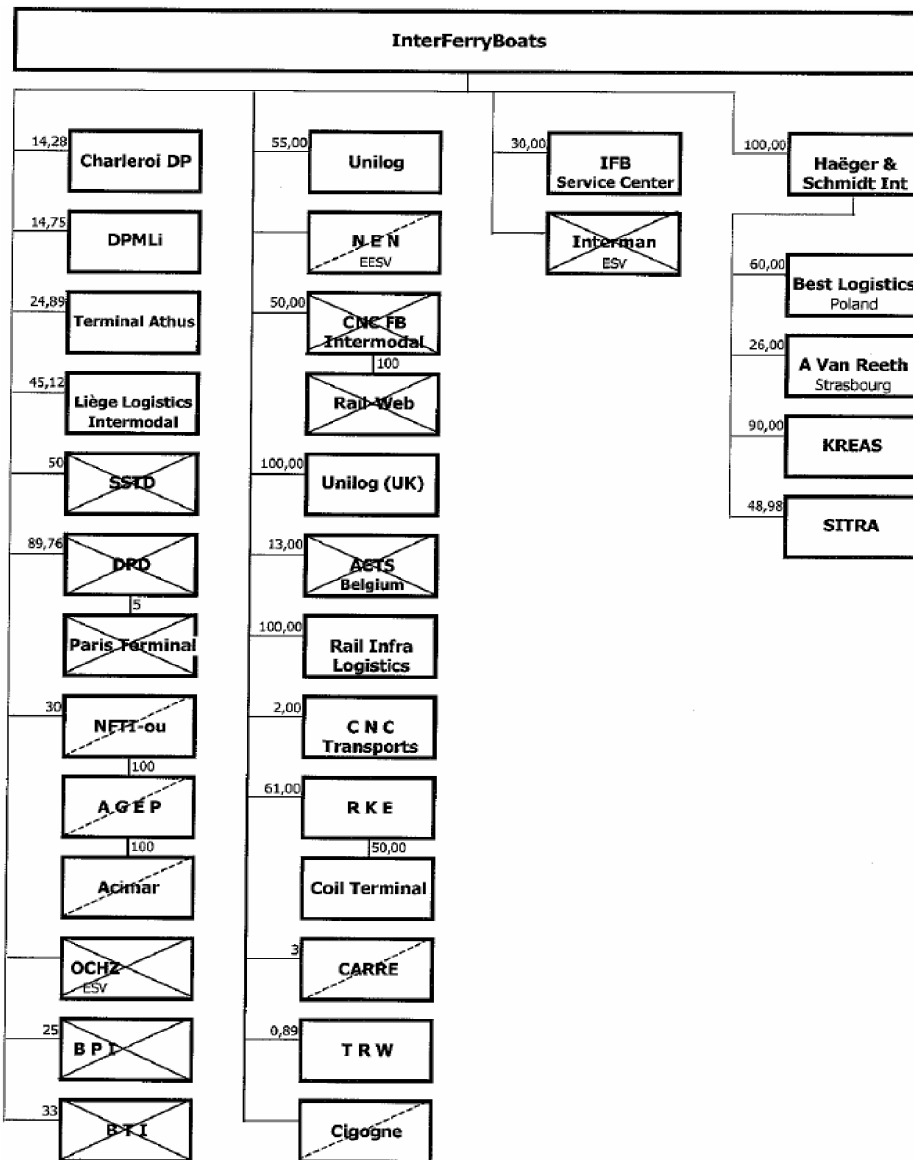 InterFerryBoats
14,28
Charleroi DP
14,75
DPMLi
24,89
Terminal Athus
45,12
Liège Logistics
Intermodal
50
SSTD
89,76
DPD
5
Paris Terminal
30
NFTI-ou
100
A G E P
100
Acimar
OCHZ
ESV
25
B P I
33
B T I
55,00
Unilog
N E N
EESV
50,00
CNC FB
Intermodal
100
Rail Web
100,00
Unilog (UK)
13,00
ACTS
Belgium
100,00
Rail Infra
Logistics
2,00
C N C
Transports
61,00
R K E
50,00
Coil Terminal
3
CARRE
0,89
T R W
Cigogne
30,00
IFB
Service Center
Interman
ESV
100,00
Haëger &
Schmidt Int
60,00
Best Logistics
Poland
26,00
A Van Reeth
Strasbourg
90,00
KREAS
48,98
SITRA